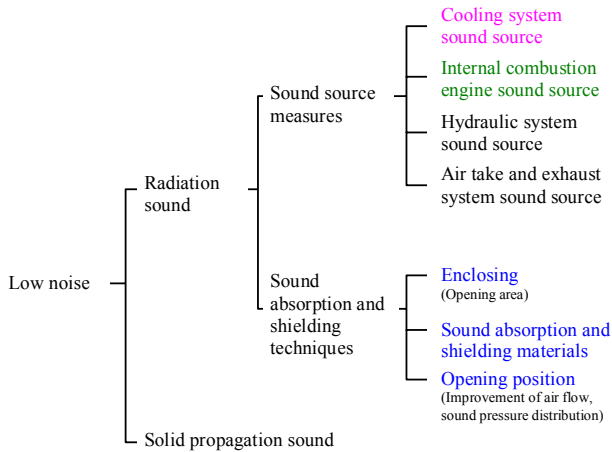 Cooling system
sound source
Internal combustion
engine sound source
Sound source
measures
Hydraulic system
sound source
Air take and exhaust
system sound source
Radiation
sound
Low noise
Sound
absorption and
shielding
techniques
Enclosing
(Opening area)
Sound absorption and
shielding materials
Opening position
(Improvement of air flow,
sound pressure distribution)
Solid propagation sound